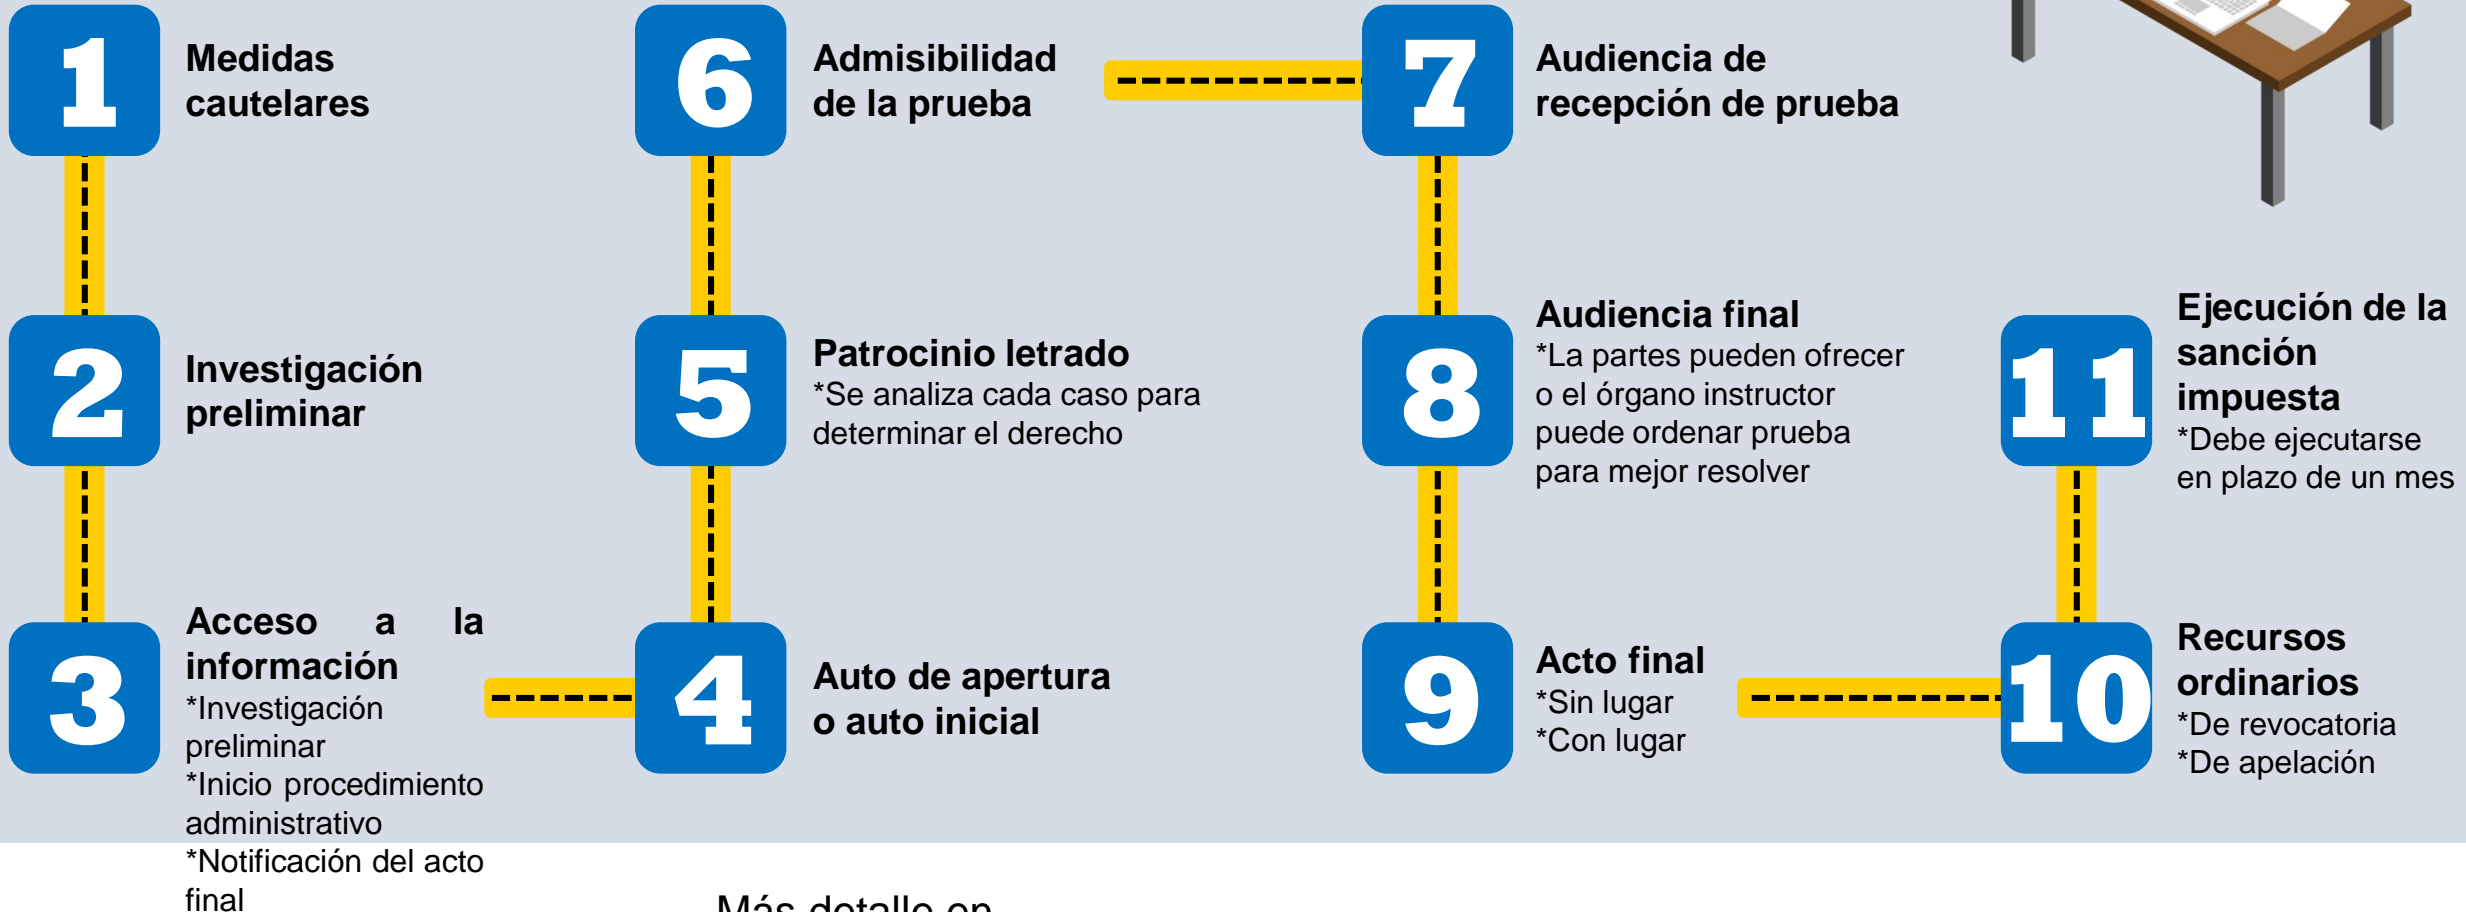 1
Medidas
cautelares
2
Investigación
preliminar
3
Acceso a la
información
*Investigación
preliminar
*Inicio procedimiento
administrativo
*Notificación del acto
final
4
Auto de apertura
o auto inicial
5
Patrocinio letrado
*Se analiza cada caso para
determinar el derecho
6
Admisibilidad
de la prueba
7
Audiencia de
recepción de prueba
8
Audiencia final
*La partes pueden ofrecer
o el órgano instructor
puede ordenar prueba
para mejor resolver
9
Acto final
*Sin lugar
*Con lugar
10
Recursos
ordinarios
*De revocatoria
*De apelación
11
Ejecución de la
sanción
impuesta
*Debe ejecutarse
en plazo de un mes
Más detalle en